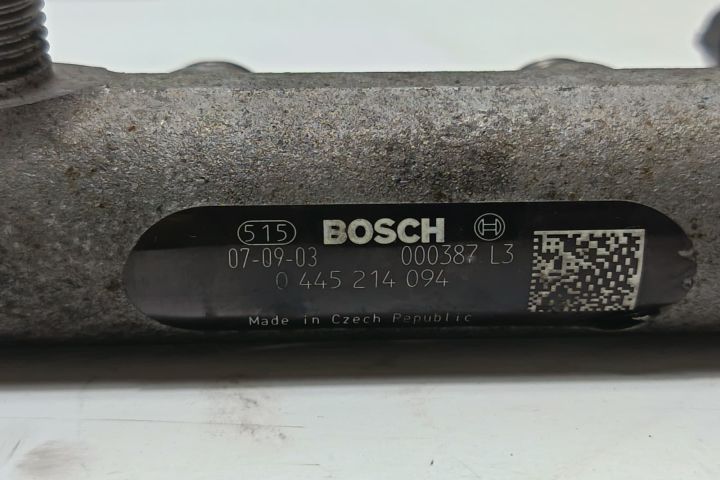 515 BOSCH
07-09-03 000387 L3
0 445 214 094
Made in Czech Republic